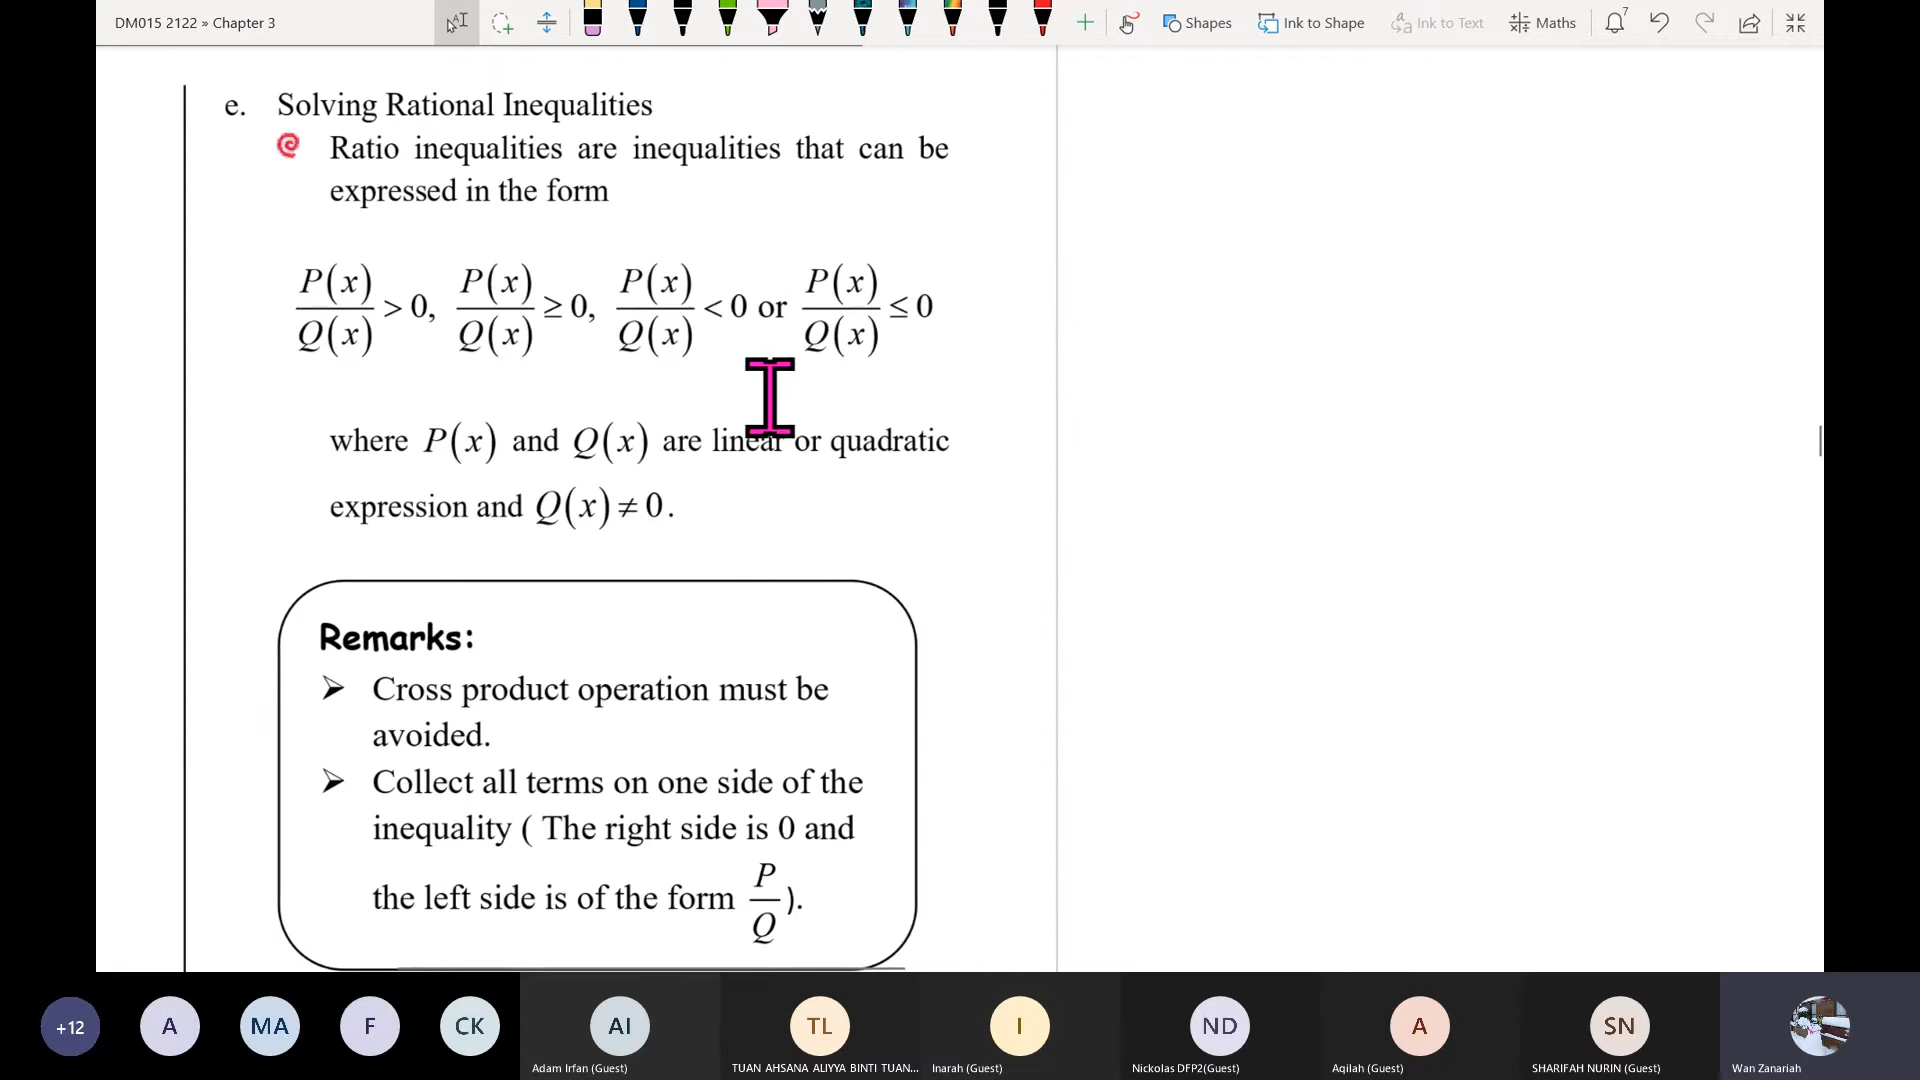 DM015 2122 » Chapter 3
Shapes
Ink to Shape
Ink to Text
Maths
7
e. Solving Rational Inequalities
Ratio inequalities are inequalities that can be
expressed in the form
P(x)/Q(x) > 0, P(x)/Q(x) ≥ 0, P(x)/Q(x) < 0 or P(x)/Q(x) ≤ 0
where P(x) and Q(x) are linear or quadratic
expression and Q(x) ≠ 0.
Remarks:
➢ Cross product operation must be
avoided.
➢ Collect all terms on one side of the
inequality ( The right side is 0 and
the left side is of the form P/Q ).
+12
A
MA
F
CK
AI
TL
I
ND
A
SN
Adam Irfan (Guest)
TUAN AHSANA ALIYYA BINTI TUAN...
Inarah (Guest)
Nickolas DFP2(Guest)
Aqilah (Guest)
SHARIFAH NURIN (Guest)
Wan Zanariah